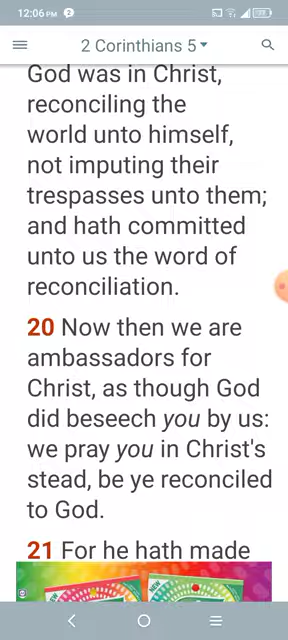 12:06 PM 2
2 Corinthians 5
God was in Christ,
reconciling the
world unto himself,
not imputing their
trespasses unto them;
and hath committed
unto us the word of
reconciliation.
20 Now then we are
ambassadors for
Christ, as though God
did beseech you by us:
we pray you in Christ's
stead, be ye reconciled
to God.
21 For he hath made